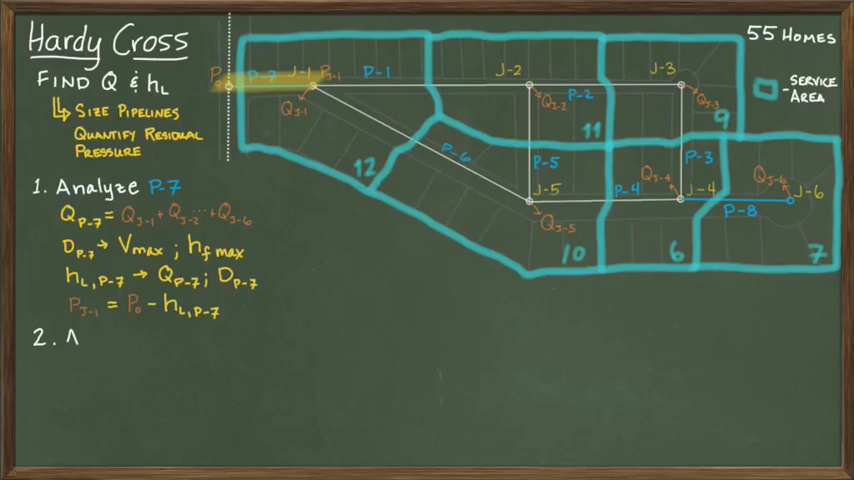 Hardy Cross
Find Q & hL
Size Pipelines
Quantify Residual
Pressure
1. Analyze P-7
QP-7 = QJ-1 + QJ-2 ... + QJ-6
DP-7 → Vmax ; hf max
hL,P-7 → QP-7 ; DP-7
PJ-1 = P0 − hL,P-7
2. A
55 Homes
Service
Area
P0
P-7
J-1
PJ-1
P-1
J-2
J-3
QJ-1
QJ-2
P-2
QJ-3
11
9
12
P-6
P-5
P-3
J-5
P-4
QJ-4
J-4
QJ-6
J-6
P-8
QJ-5
10
6
7